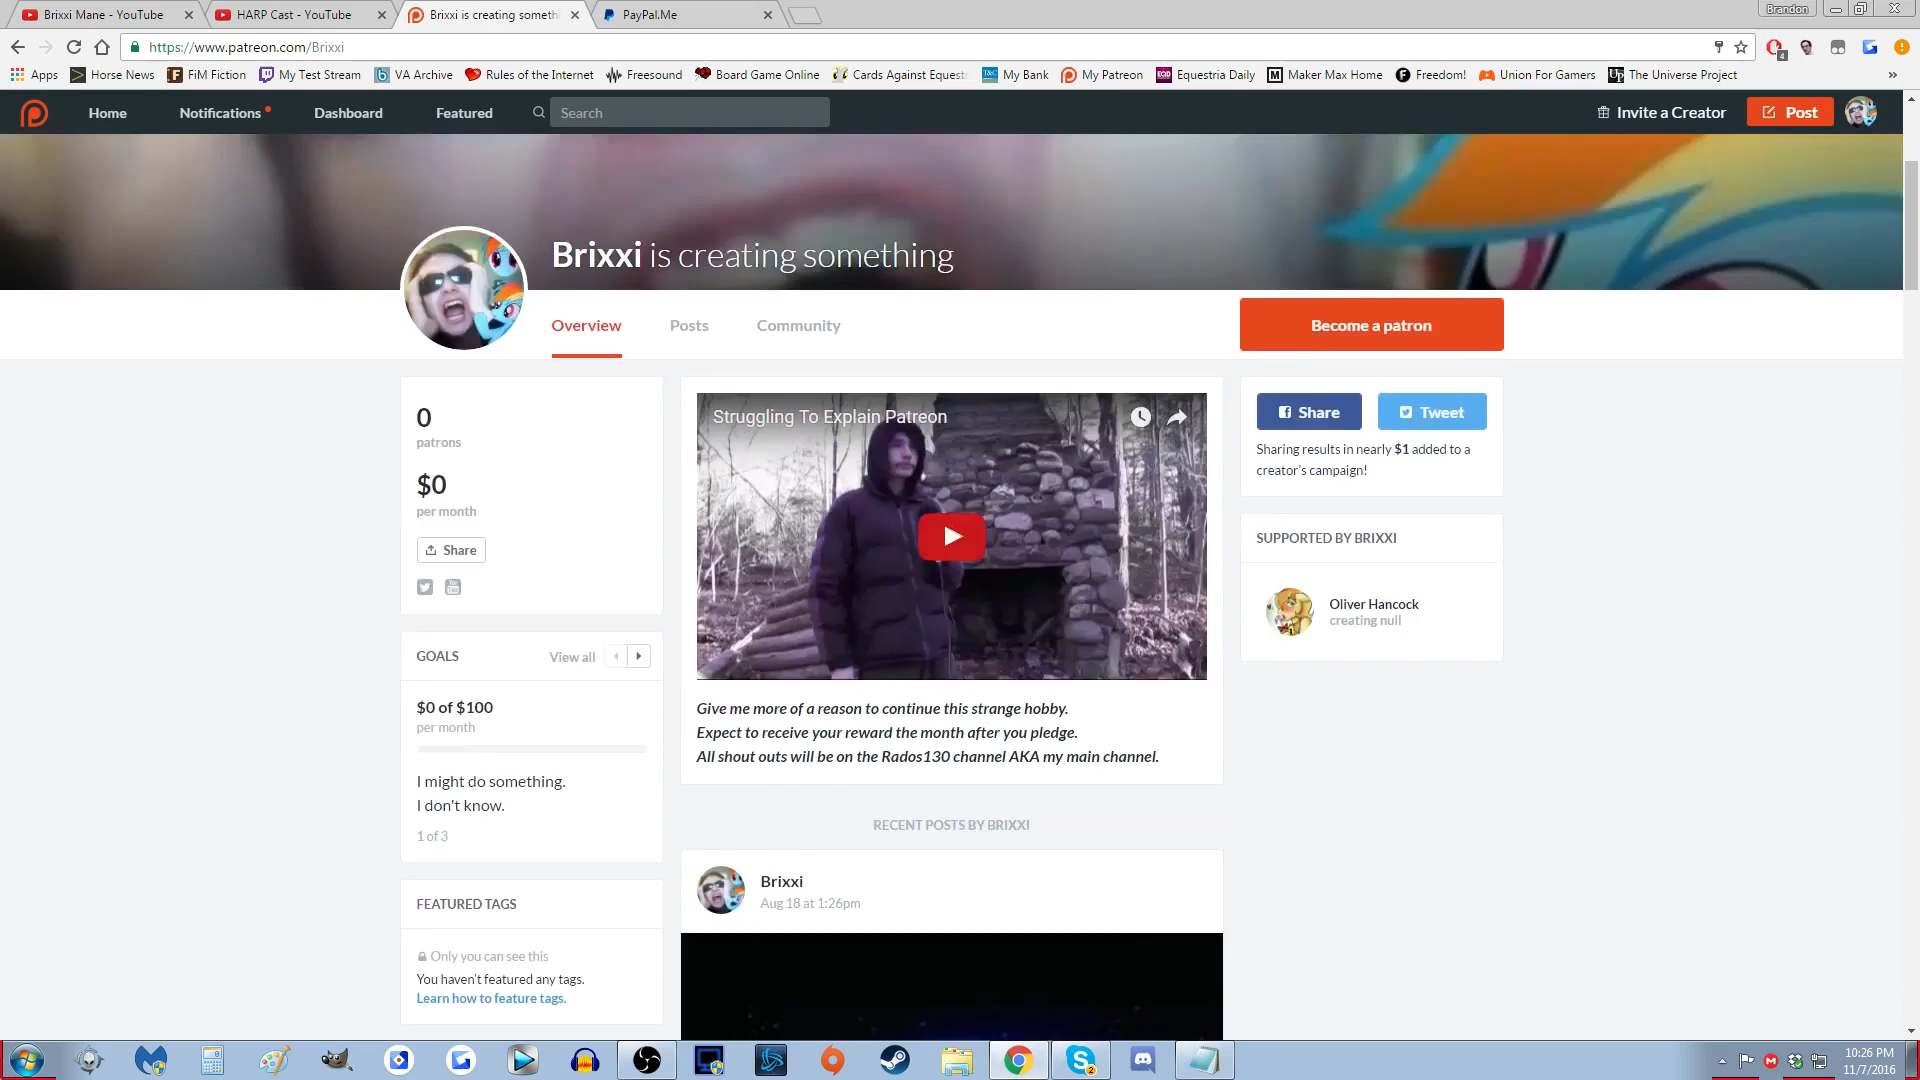 Brixxi Mane - YouTube
HARP Cast - YouTube
Brixxi is creating someth
PayPal.Me
Brandon
https://www.patreon.com/Brixxi
4
Apps
Horse News
FiM Fiction
My Test Stream
VA Archive
Rules of the Internet
Freesound
Board Game Online
Cards Against Equest
My Bank
My Patreon
Equestria Daily
Maker Max Home
Freedom!
Union For Gamers
The Universe Project
Home
Notifications
Dashboard
Featured
Search
Invite a Creator
Post
Brixxi is creating something
Overview
Posts
Community
Become a patron
0
patrons
$0
per month
Share
GOALS
View all
$0 of $100
per month
I might do something.
I don't know.
1 of 3
FEATURED TAGS
Only you can see this
You haven't featured any tags.
Learn how to feature tags.
Struggling To Explain Patreon
Give me more of a reason to continue this strange hobby.
Expect to receive your reward the month after you pledge.
All shout outs will be on the Rados130 channel AKA my main channel.
RECENT POSTS BY BRIXXI
Brixxi
Aug 18 at 1:26pm
Share
Tweet
Sharing results in nearly $1 added to a
creator's campaign!
SUPPORTED BY BRIXXI
Oliver Hancock
creating null
10:26 PM
11/7/2016